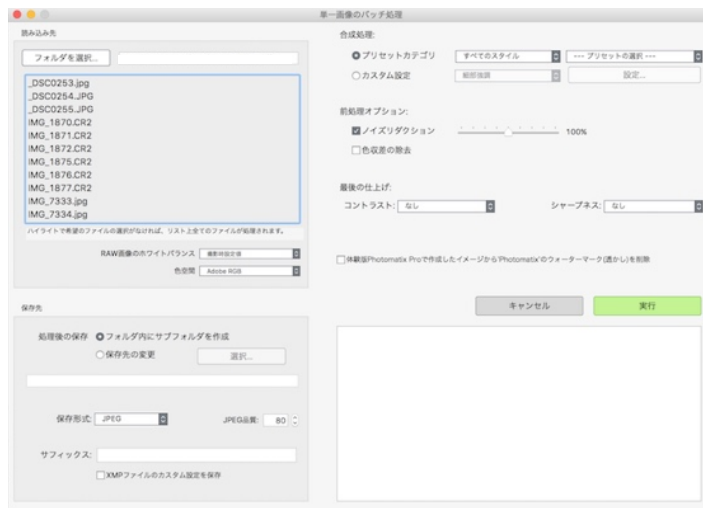 単一画像のバッチ処理
読み込み先
フォルダを選択...
_DSC0253.jpg
_DSC0254.JPG
_DSC0255.JPG
IMG_1870.CR2
IMG_1871.CR2
IMG_1872.CR2
IMG_1875.CR2
IMG_1876.CR2
IMG_1877.CR2
IMG_7333.jpg
IMG_7334.jpg
ハイライトで希望のファイルの選択がなければ、リスト上全てのファイルが処理されます。
RAW画像のホワイトバランス 撮影時設定値
色空間 Adobe RGB
保存先
処理後の保存 フォルダ内にサブフォルダを作成
保存先の変更 選択...
保存形式: JPEG JPEG品質: 80
サフィックス:
XMPファイルのカスタム設定を保存
合成処理:
プリセットカテゴリ すべてのスタイル --- プリセットの選択 ---
カスタム設定 細部強調 設定...
前処理オプション:
ノイズリダクション 100%
色収差の除去
最後の仕上げ:
コントラスト: なし シャープネス: なし
体験版Photomatix Proで作成したイメージから'Photomatix'のウォーターマーク(透かし)を削除
キャンセル 実行